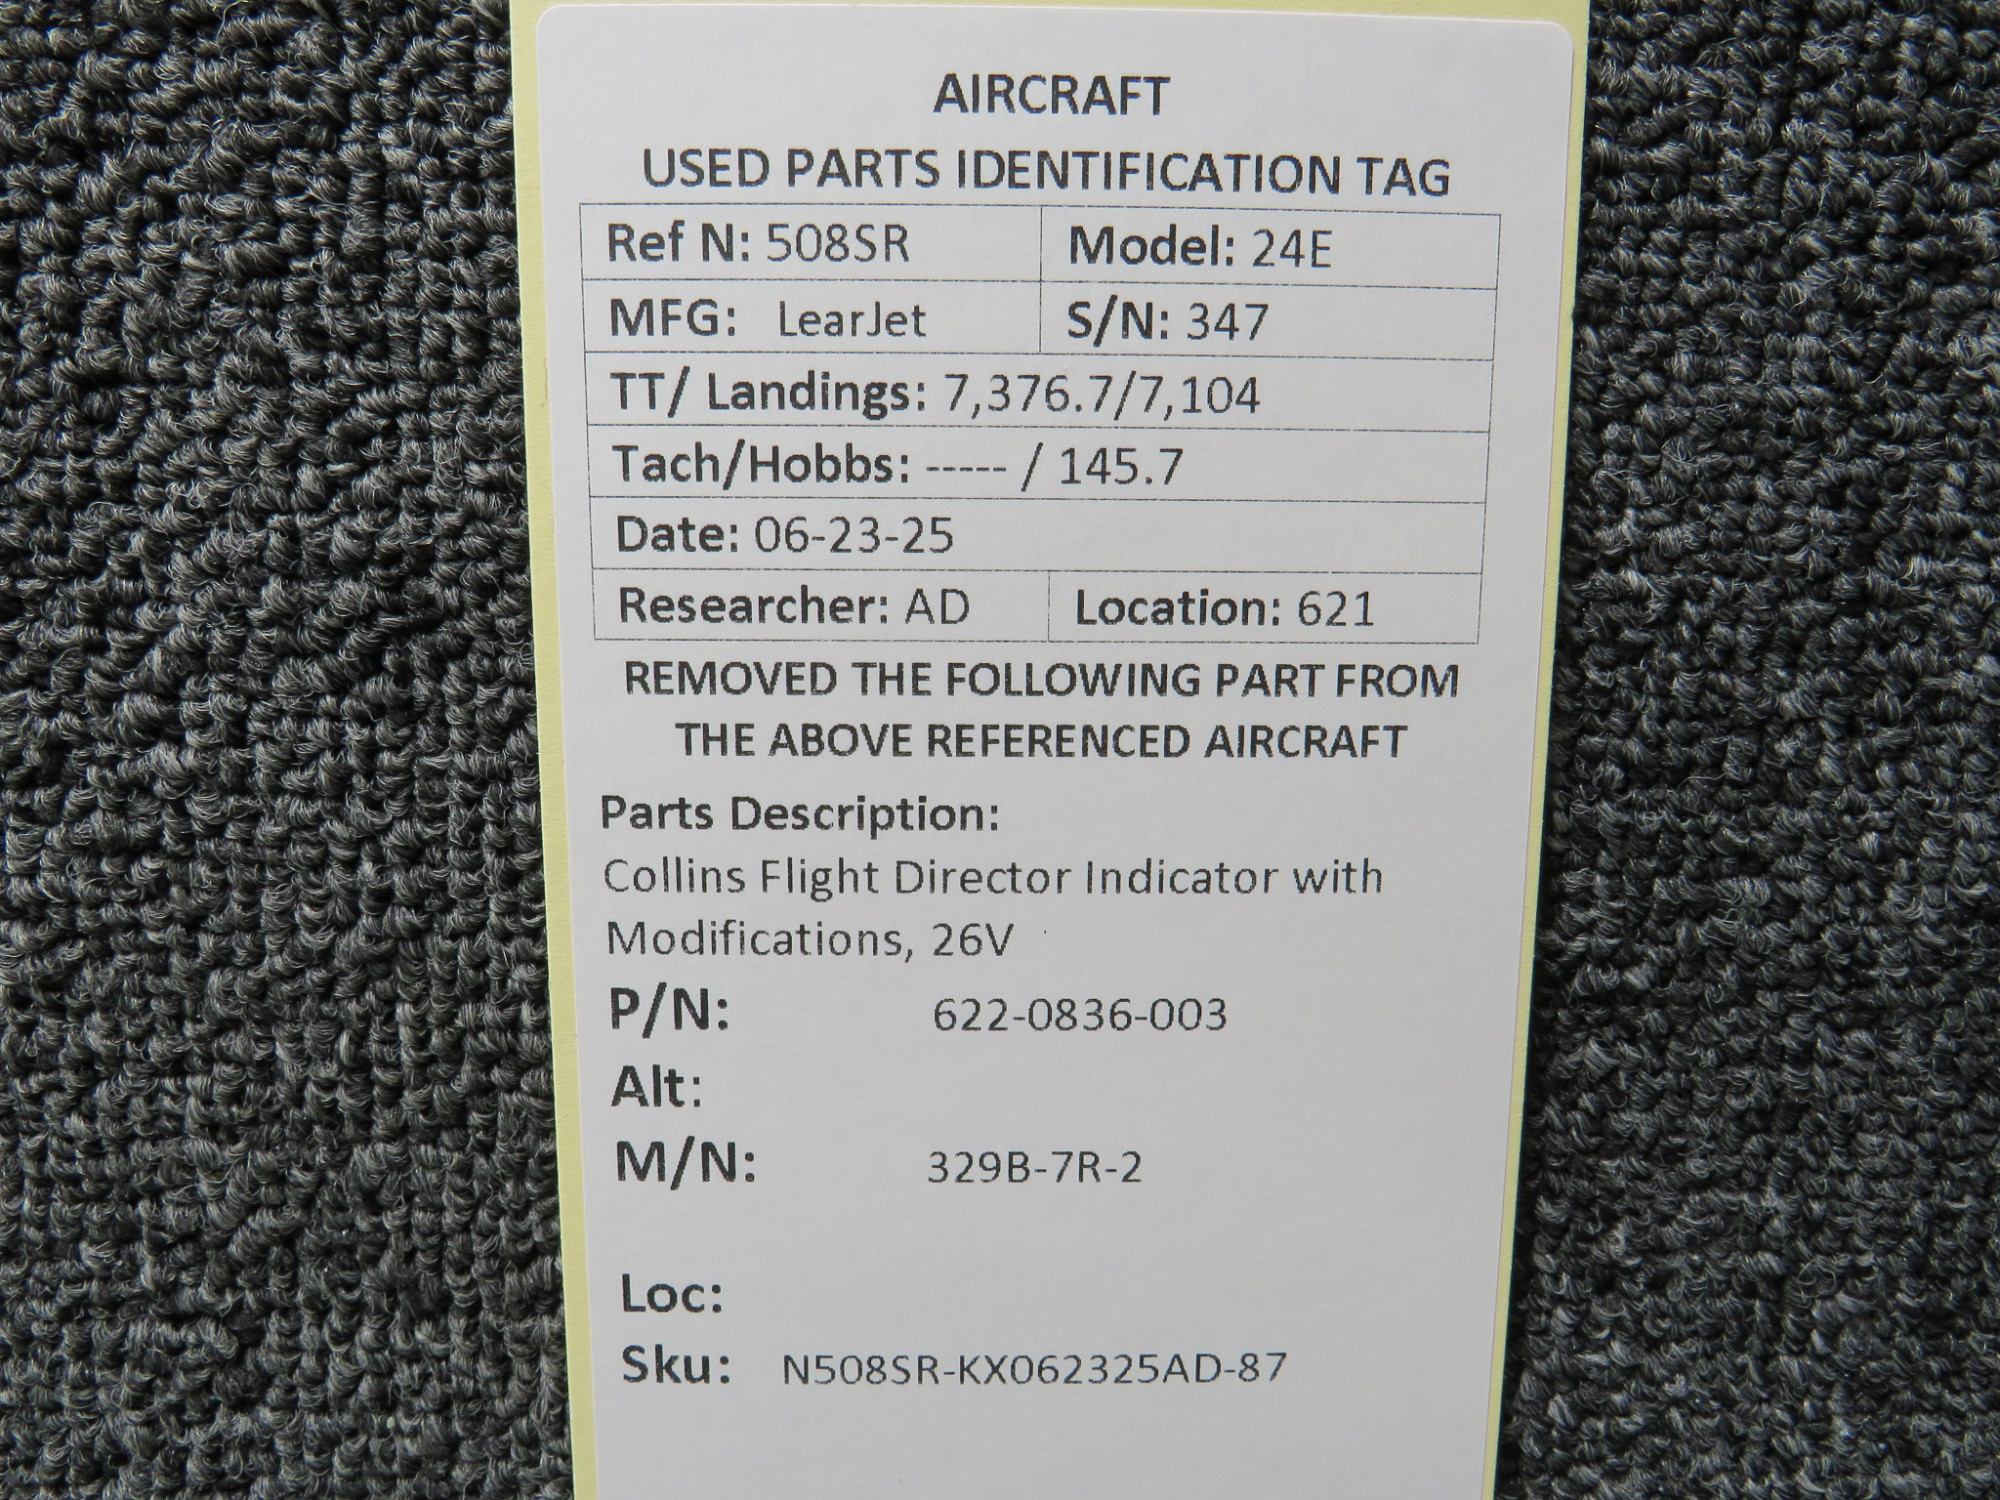 AIRCRAFT
USED PARTS IDENTIFICATION TAG
Ref N: 508SR Model: 24E
MFG: LearJet S/N: 347
TT/ Landings: 7,376.7/7,104
Tach/Hobbs: ----- / 145.7
Date: 06-23-25
Researcher: AD Location: 621
REMOVED THE FOLLOWING PART FROM
THE ABOVE REFERENCED AIRCRAFT
Parts Description:
Collins Flight Director Indicator with
Modifications, 26V
P/N: 622-0836-003
Alt:
M/N: 329B-7R-2
Loc:
Sku: N508SR-KX062325AD-87